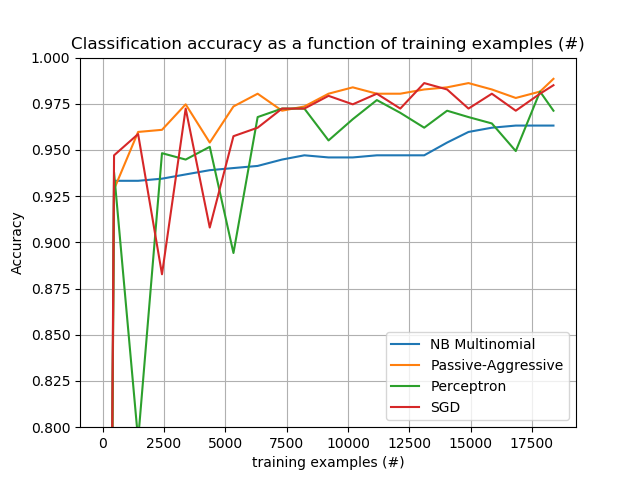 Classification accuracy as a function of training examples (#)
1.000
0.975
0.950
0.925
0.900
0.875
0.850
0.825
0.800
Accuracy
NB Multinomial
Passive-Aggressive
Perceptron
SGD
0 2500 5000 7500 10000 12500 15000 17500
training examples (#)